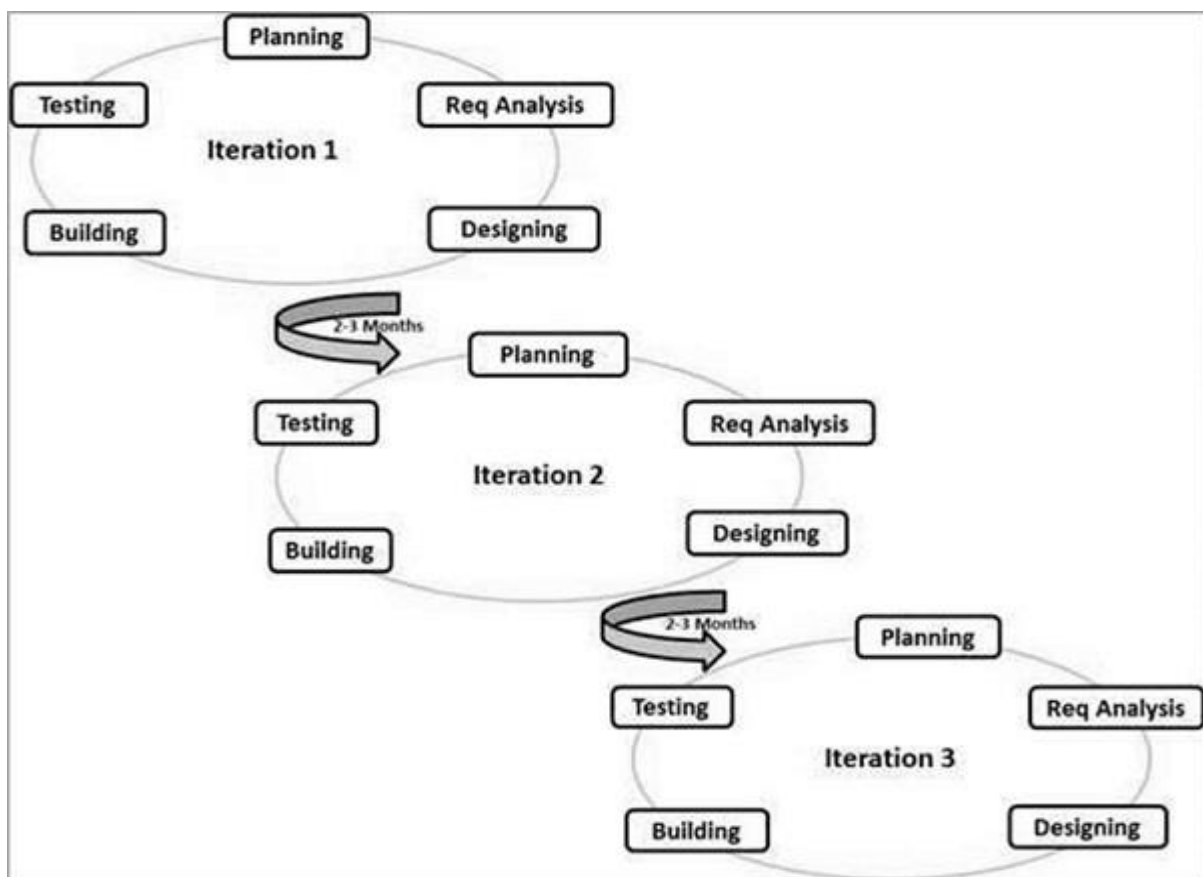 Planning
Testing
Req Analysis
Iteration 1
Building
Designing
2-3 Months
Planning
Testing
Req Analysis
Iteration 2
Building
Designing
2-3 Months
Planning
Testing
Req Analysis
Iteration 3
Building
Designing